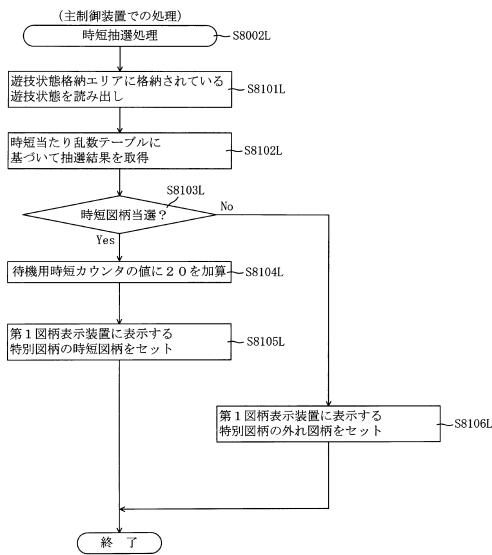 (主制御装置での処理)
時短抽選処理
S8002L
遊技状態格納エリアに格納されている
遊技状態を読み出し
S8101L
時短当たり乱数テーブルに
基づいて抽選結果を取得
S8102L
S8103L
時短図柄当選？
No
Yes
待機用時短カウンタの値に２０を加算
S8104L
第１図柄表示装置に表示する
特別図柄の時短図柄をセット
S8105L
第１図柄表示装置に表示する
特別図柄の外れ図柄をセット
S8106L
終 了